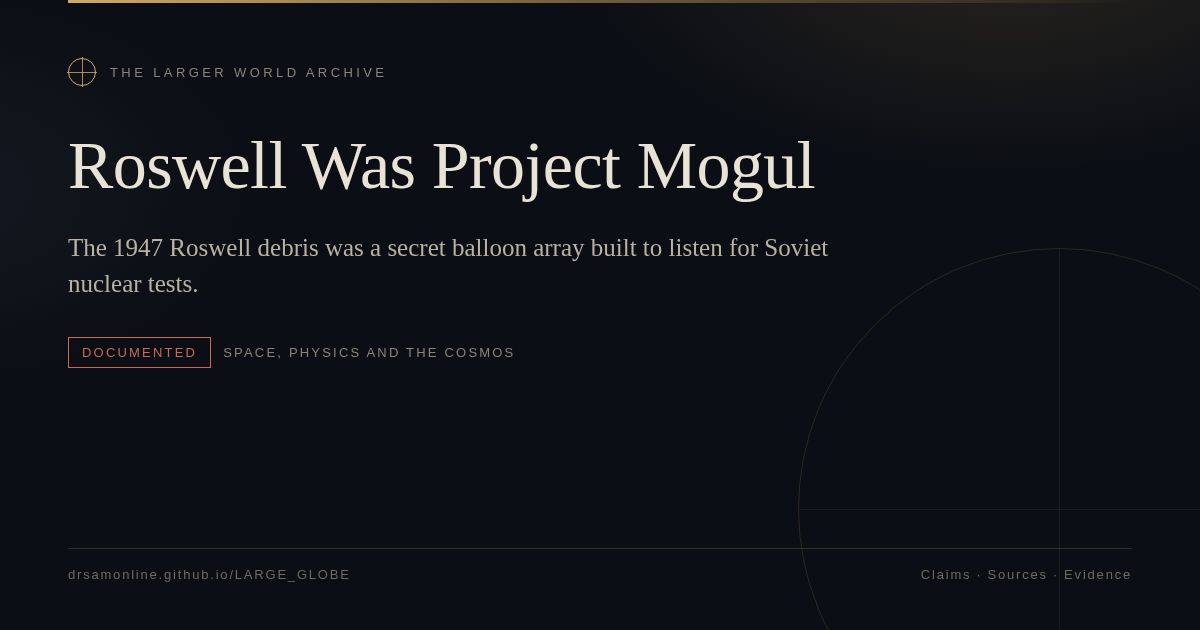 THE LARGER WORLD ARCHIVE
Roswell Was Project Mogul
The 1947 Roswell debris was a secret balloon array built to listen for Soviet
nuclear tests.
DOCUMENTED SPACE, PHYSICS AND THE COSMOS
drsamonline.github.io/LARGE_GLOBE Claims · Sources · Evidence